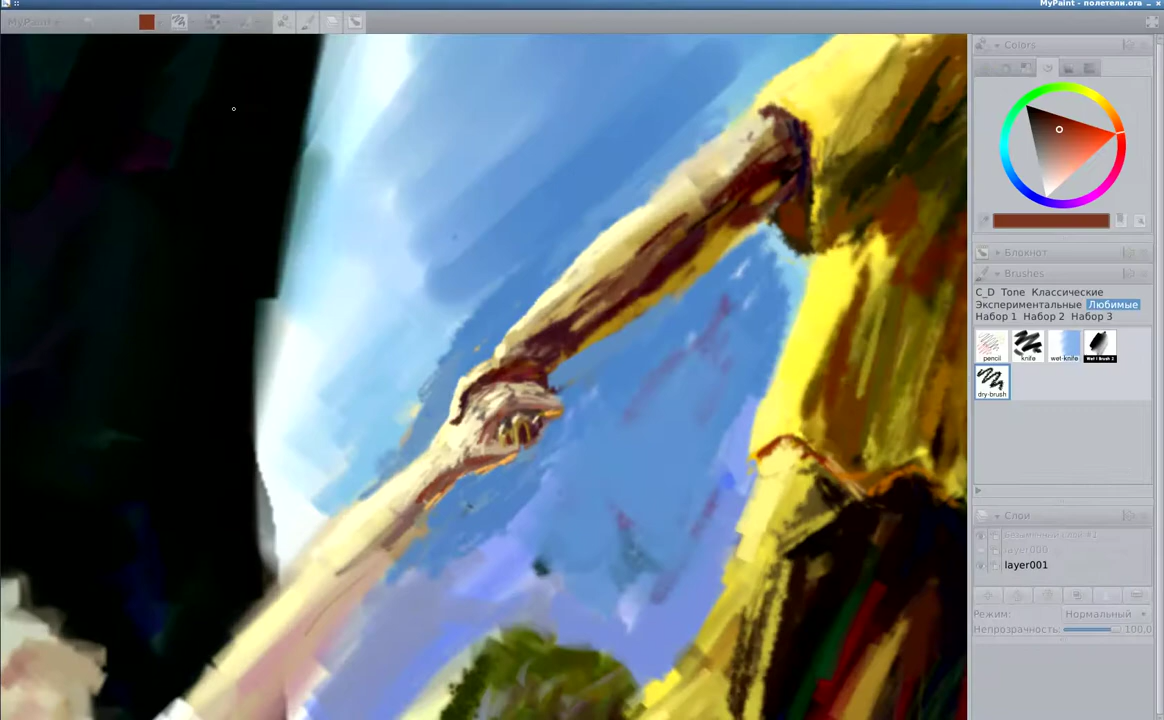 MyPaint - полетели.ora
MyPaint
Colors
Блокнот
Brushes
C_D Tone Классические
Экспериментальные Любимые
Набор 1 Набор 2 Набор 3
pencil knife wet-knife
dry-brush
Слои
layer000
layer001
Режим: Нормальный
Непрозрачность: 100.0